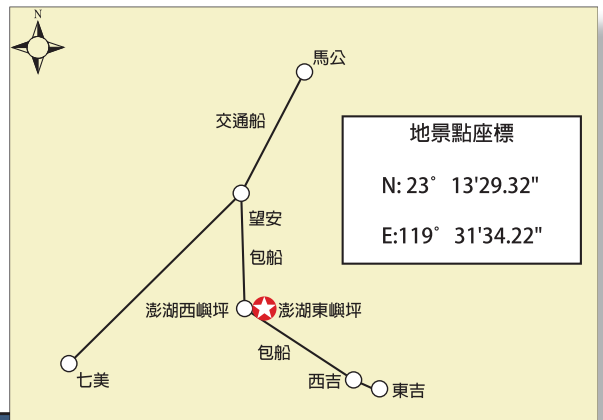 N
馬公
交通船
地景點座標
N: 23° 13'29.32"
望安
E:119° 31'34.22"
包船
澎湖西嶼坪
澎湖東嶼坪
包船
七美
西吉
東吉